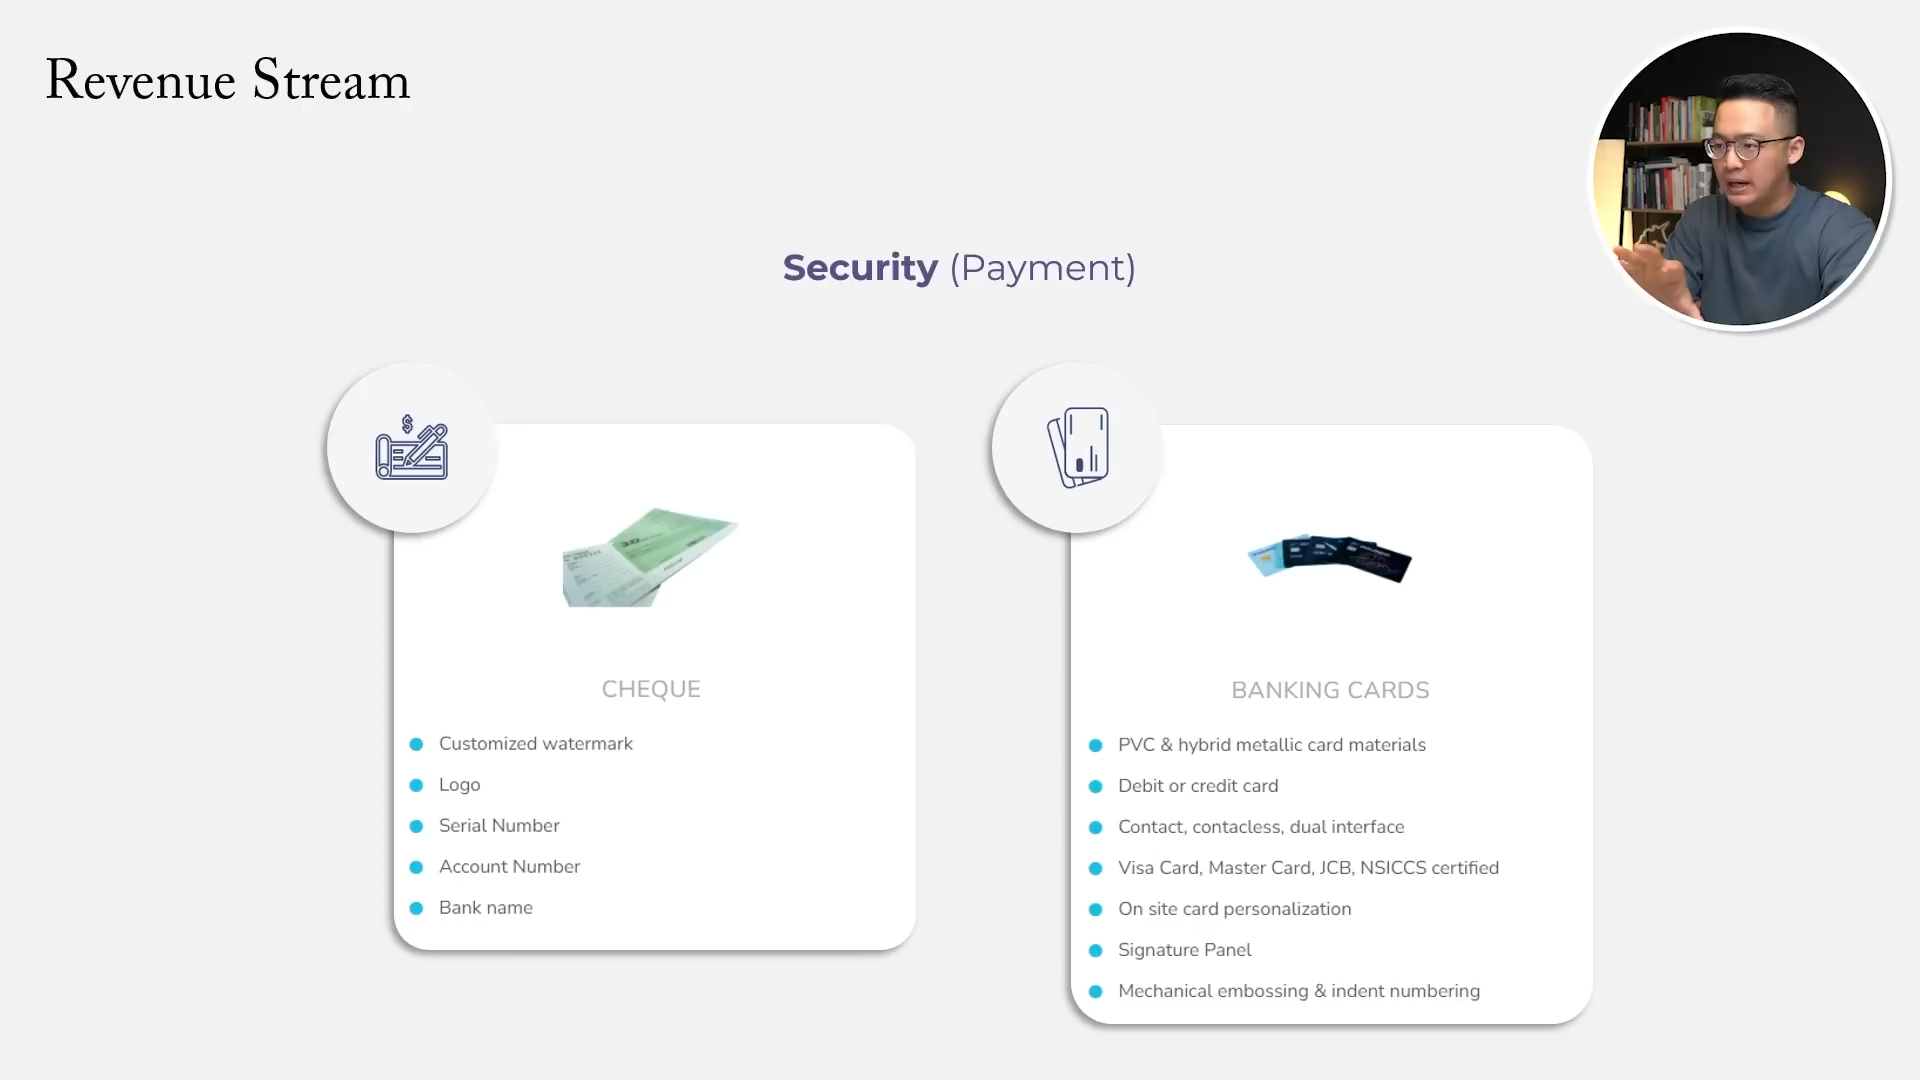 Revenue Stream
Security (Payment)
$
CHEQUE
Customized watermark
Logo
Serial Number
Account Number
Bank name
BANKING CARDS
PVC & hybrid metallic card materials
Debit or credit card
Contact, contacless, dual interface
Visa Card, Master Card, JCB, NSICCS certified
On site card personalization
Signature Panel
Mechanical embossing & indent numbering